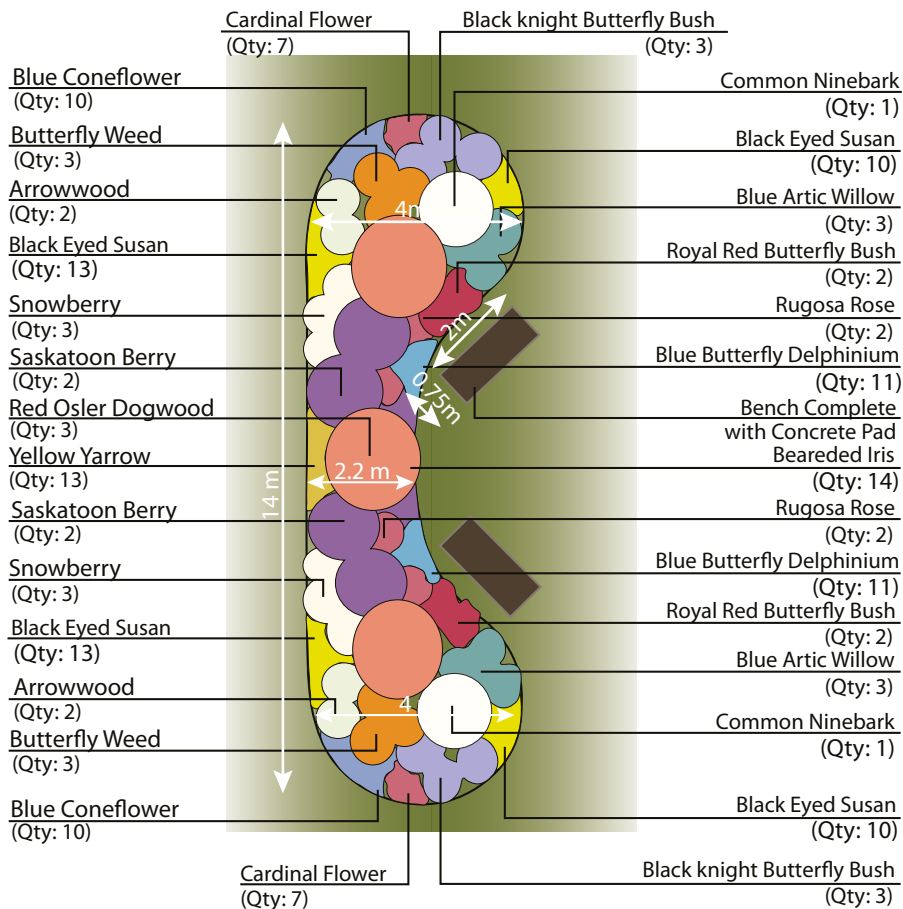 Cardinal Flower
(Qty: 7)
Black knight Butterfly Bush
(Qty: 3)
Blue Coneflower
(Qty: 10)
Butterfly Weed
(Qty: 3)
Arrowwood
(Qty: 2)
Black Eyed Susan
(Qty: 13)
Snowberry
(Qty: 3)
Saskatoon Berry
(Qty: 2)
Red Osler Dogwood
(Qty: 3)
Yellow Yarrow
(Qty: 13)
Saskatoon Berry
(Qty: 2)
Snowberry
(Qty: 3)
Black Eyed Susan
(Qty: 13)
Arrowwood
(Qty: 2)
Butterfly Weed
(Qty: 3)
Blue Coneflower
(Qty: 10)
Cardinal Flower
(Qty: 7)
4m
2m
0.75m
2.2 m
14 m
4
Common Ninebark
(Qty: 1)
Black Eyed Susan
(Qty: 10)
Blue Artic Willow
(Qty: 3)
Royal Red Butterfly Bush
(Qty: 2)
Rugosa Rose
(Qty: 2)
Blue Butterfly Delphinium
(Qty: 11)
Bench Complete
with Concrete Pad
Beareded Iris
(Qty: 14)
Rugosa Rose
(Qty: 2)
Blue Butterfly Delphinium
(Qty: 11)
Royal Red Butterfly Bush
(Qty: 2)
Blue Artic Willow
(Qty: 3)
Common Ninebark
(Qty: 1)
Black Eyed Susan
(Qty: 10)
Black knight Butterfly Bush
(Qty: 3)